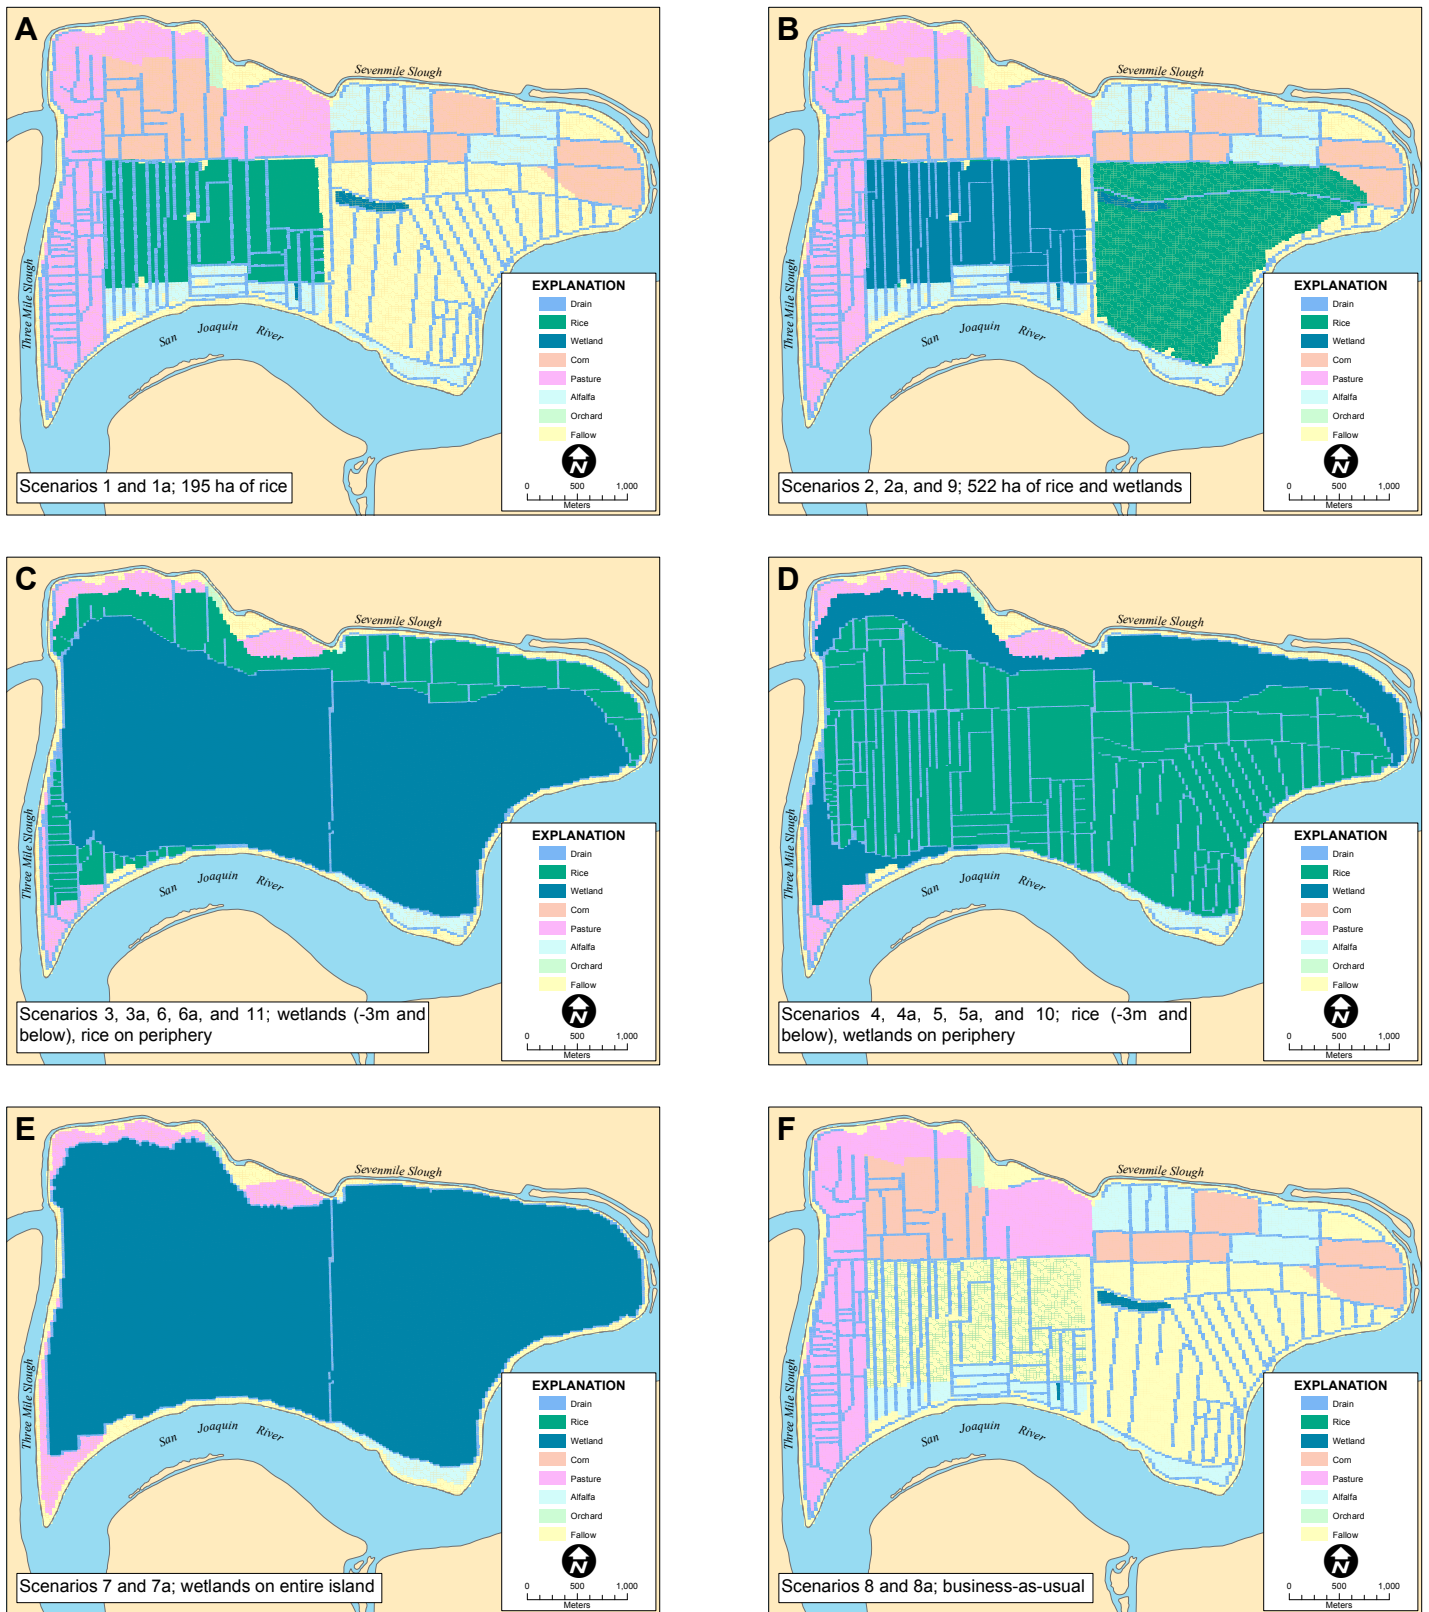 A
Sevenmile Slough
Three Mile Slough
San Joaquin River
EXPLANATION
Drain
Rice
Wetland
Corn
Pasture
Alfalfa
Orchard
Fallow
N
0 500 1,000
Meters
Scenarios 1 and 1a; 195 ha of rice
B
Sevenmile Slough
Three Mile Slough
San Joaquin River
EXPLANATION
Drain
Rice
Wetland
Corn
Pasture
Alfalfa
Orchard
Fallow
N
0 500 1,000
Meters
Scenarios 2, 2a, and 9; 522 ha of rice and wetlands
C
Sevenmile Slough
Three Mile Slough
San Joaquin River
EXPLANATION
Drain
Rice
Wetland
Corn
Pasture
Alfalfa
Orchard
Fallow
N
0 500 1,000
Meters
Scenarios 3, 3a, 6, 6a, and 11; wetlands (-3m and
below), rice on periphery
D
Sevenmile Slough
Three Mile Slough
San Joaquin River
EXPLANATION
Drain
Rice
Wetland
Corn
Pasture
Alfalfa
Orchard
Fallow
N
0 500 1,000
Meters
Scenarios 4, 4a, 5, 5a, and 10; rice (-3m and
below), wetlands on periphery
E
Sevenmile Slough
Three Mile Slough
San Joaquin River
EXPLANATION
Drain
Rice
Wetland
Corn
Pasture
Alfalfa
Orchard
Fallow
N
0 500 1,000
Meters
Scenarios 7 and 7a; wetlands on entire island
F
Sevenmile Slough
Three Mile Slough
San Joaquin River
EXPLANATION
Drain
Rice
Wetland
Corn
Pasture
Alfalfa
Orchard
Fallow
N
0 500 1,000
Meters
Scenarios 8 and 8a; business-as-usual